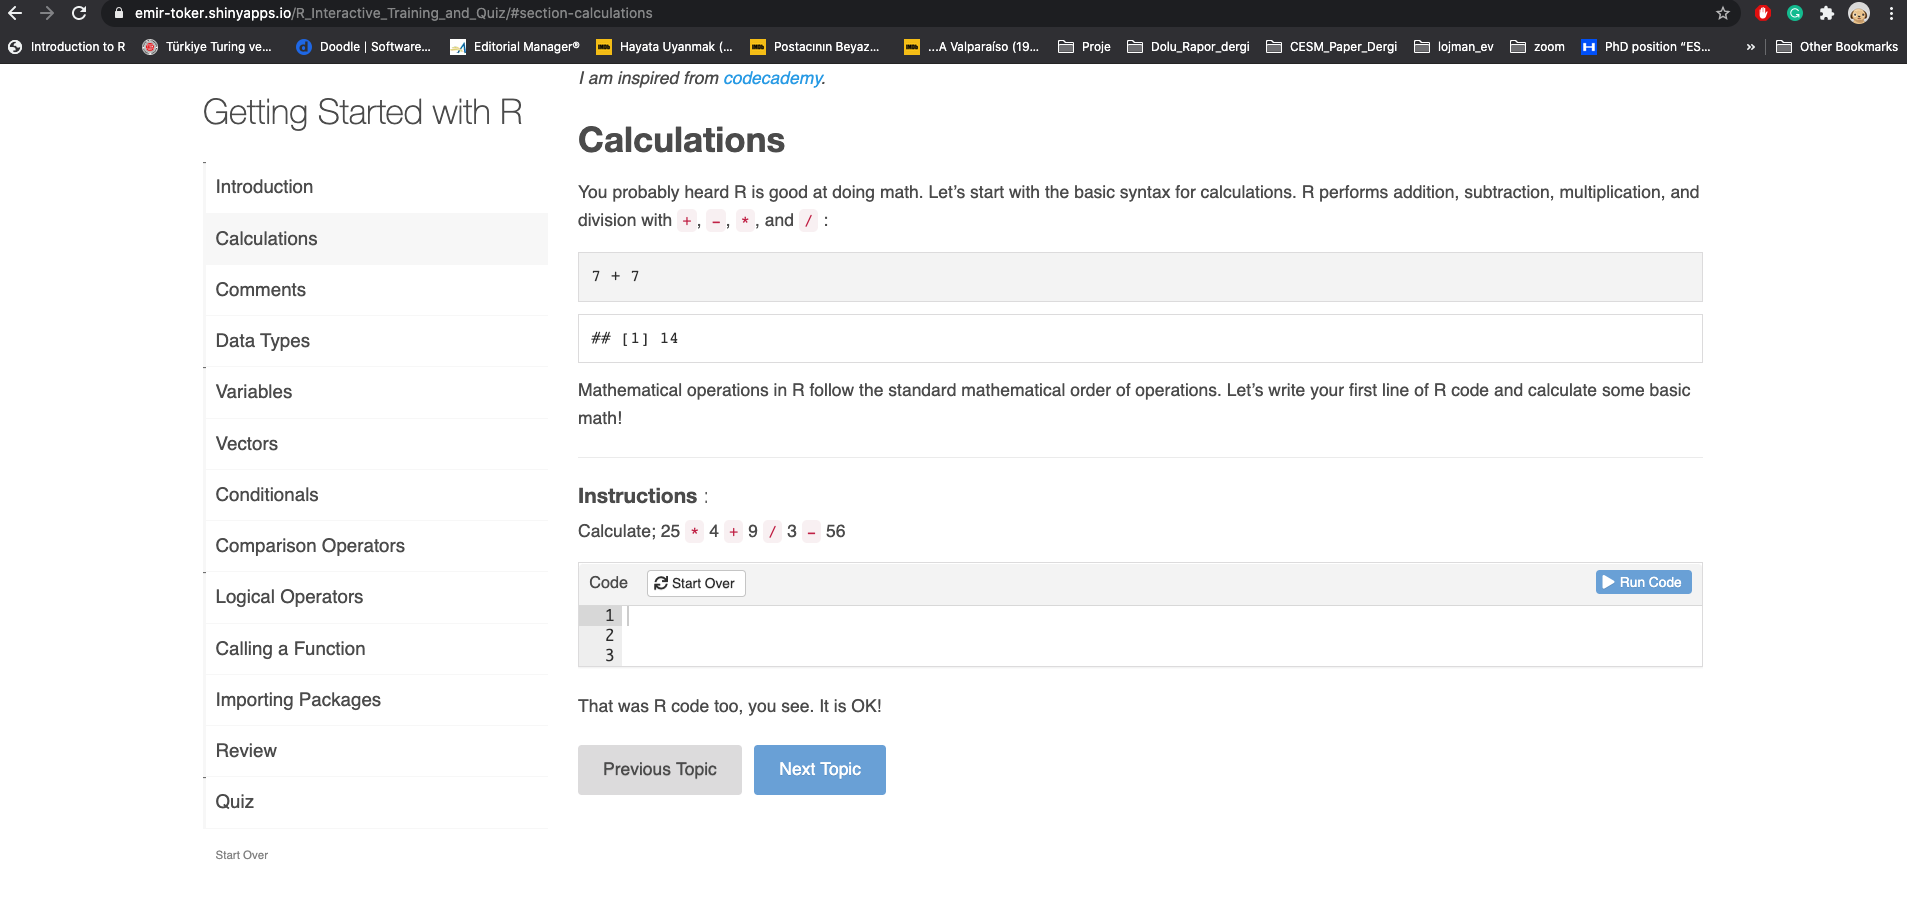 emir-toker.shinyapps.io/R_Interactive_Training_and_Quiz/#section-calculations
Introduction to R
Türkiye Turing ve...
Doodle | Software...
Editorial Manager®
Hayata Uyanmak (...
Postacının Beyaz...
...A Valparaíso (19...
Proje
Dolu_Rapor_dergi
CESM_Paper_Dergi
lojman_ev
zoom
PhD position “ES...
»
Other Bookmarks
Getting Started with R
Introduction
Calculations
Comments
Data Types
Variables
Vectors
Conditionals
Comparison Operators
Logical Operators
Calling a Function
Importing Packages
Review
Quiz
Start Over
I am inspired from codecademy.
Calculations
You probably heard R is good at doing math. Let’s start with the basic syntax for calculations. R performs addition, subtraction, multiplication, and
division with + , - , * , and / :
7 + 7
## [1] 14
Mathematical operations in R follow the standard mathematical order of operations. Let’s write your first line of R code and calculate some basic
math!
Instructions :
Calculate; 25 * 4 + 9 / 3 - 56
Code
Start Over
Run Code
1
2
3
That was R code too, you see. It is OK!
Previous Topic
Next Topic